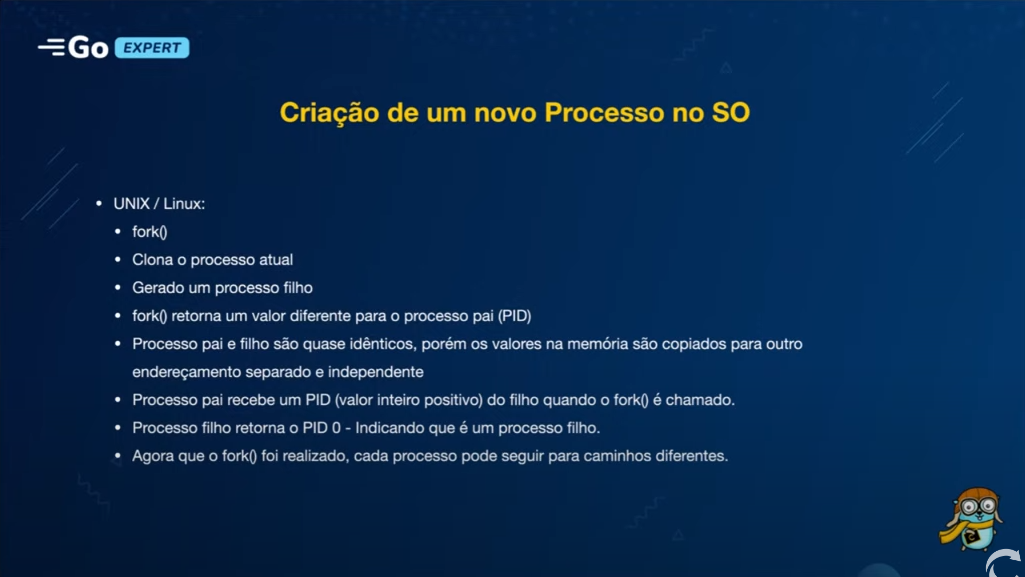 Go EXPERT
Criação de um novo Processo no SO
• UNIX / Linux:
• fork()
• Clona o processo atual
• Gerado um processo filho
• fork() retorna um valor diferente para o processo pai (PID)
• Processo pai e filho são quase idênticos, porém os valores na memória são copiados para outro
endereçamento separado e independente
• Processo pai recebe um PID (valor inteiro positivo) do filho quando o fork() é chamado.
• Processo filho retorna o PID 0 - Indicando que é um processo filho.
• Agora que o fork() foi realizado, cada processo pode seguir para caminhos diferentes.